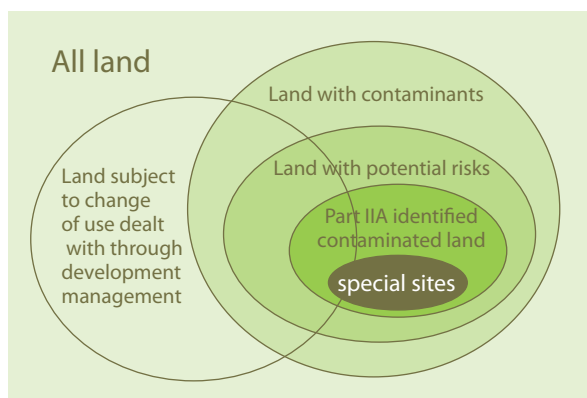 All land
Land with contaminants
Land with potential risks
Land subject
to change
of use dealt
with through
development
management
Part IIA identified
contaminated land
special sites